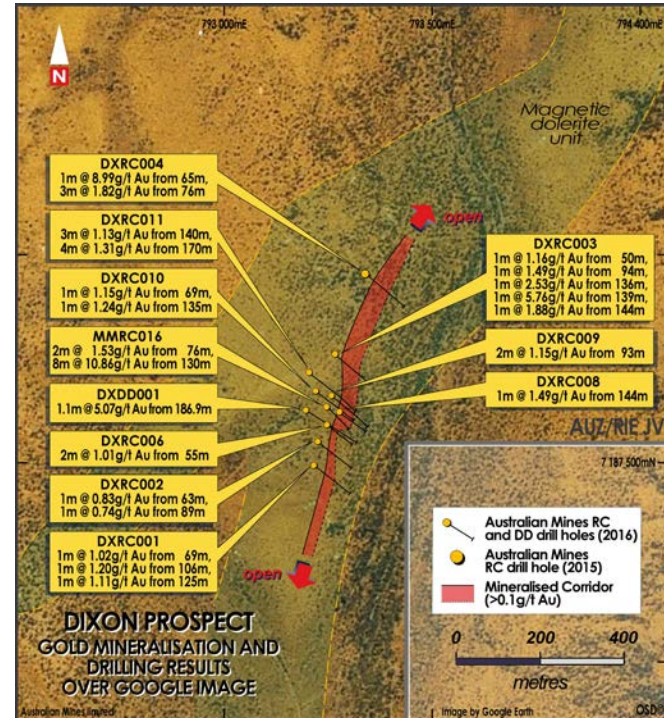 793 000mE
793 500mE
794 400mE
N
Magnetic
dolerite
unit
DXRC004
1m @ 8.99g/t Au from 65m,
3m @ 1.82g/t Au from 76m
open
DXRC011
3m @ 1.13g/t Au from 140m,
4m @ 1.31g/t Au from 170m
DXRC003
1m @ 1.16g/t Au from 50m
1m @ 1.49g/t Au from 94m
1m @ 2.53g/t Au from 136m
1m @ 5.76g/t Au from 139m
1m @ 1.88g/t Au from 144m
DXRC010
1m @ 1.15g/t Au from 69m
1m @ 1.24g/t Au from 135m
MMRC016
2m @ 1.53g/t Au from 76m,
8m @ 10.86g/t Au from 130m
DXRC009
2m @ 1.15g/t Au from 93m
DXRC008
1m @ 1.49g/t Au from 144m
DXDD001
1.1m @ 5.07g/t Au from 186.9m
AUZ/RIE JV
DXRC006
2m @ 1.01g/t Au from 55m
7 187 500mN
DXRC002
1m @ 0.83g/t Au from 63m,
1m @ 0.74g/t Au from 89m
DXRC001
1m @ 1.02g/t Au from 69m,
1m @ 1.20g/t Au from 106m,
1m @ 1.11g/t Au from 125m
Australian Mines RC
and DD drill holes (2016)
Australian Mines
RC drill hole (2015)
Mineralised Corridor
(>0.1g/t Au)
open
DIXON PROSPECT
GOLD MINERALISATION AND
DRILLING RESULTS
OVER GOOGLE IMAGE
0 200 400
metres
Australian Mines limited
Image by Google Earth